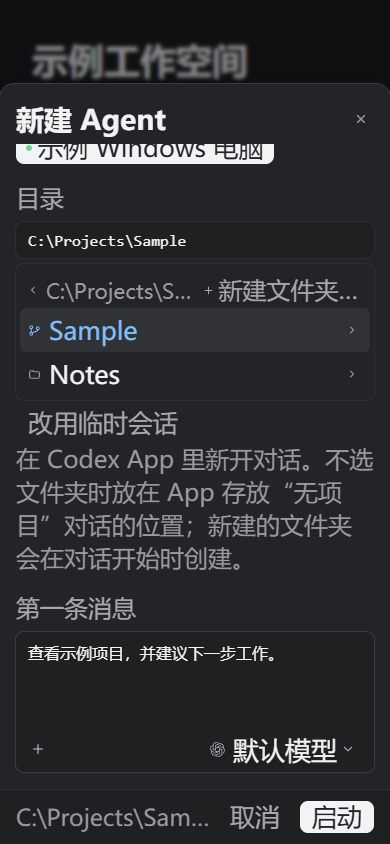 示例工作空间
新建 Agent
示例 Windows 电脑
目录
C:\Projects\Sample
C:\Projects\S... + 新建文件夹...
Sample
Notes
改用临时会话
在 Codex App 里新开对话。不选
文件夹时放在 App 存放“无项
目”对话的位置；新建的文件夹
会在对话开始时创建。
第一条消息
查看示例项目，并建议下一步工作。
默认模型
C:\Projects\Sam... 取消 启动